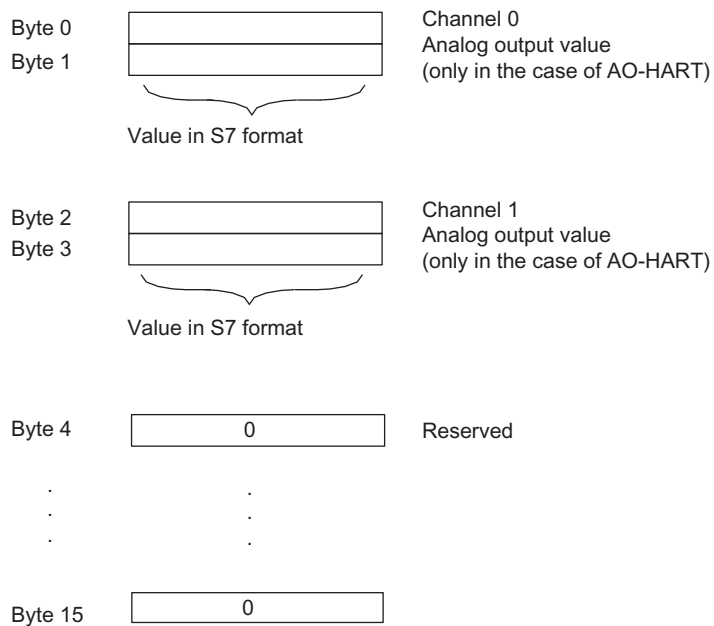 Byte 0
Byte 1
Channel 0
Analog output value
(only in the case of AO-HART)
Value in S7 format
Byte 2
Byte 3
Channel 1
Analog output value
(only in the case of AO-HART)
Value in S7 format
Byte 4 0 Reserved
. .
. .
. .
Byte 15 0